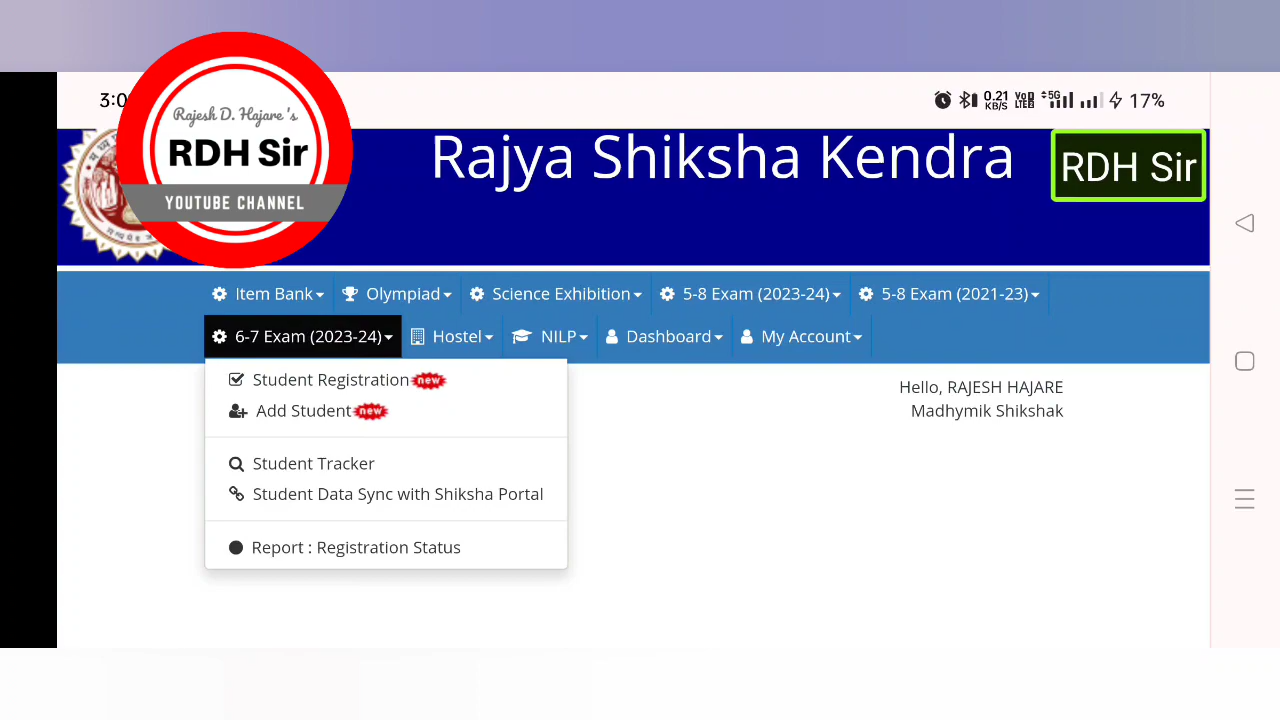 3:0
0.21 KB/S
Vo LTE
5G
17%
Rajesh D. Hajare's
RDH Sir
YOUTUBE CHANNEL
Rajya Shiksha Kendra
RDH Sir
Item Bank
Olympiad
Science Exhibition
5-8 Exam (2023-24)
5-8 Exam (2021-23)
6-7 Exam (2023-24)
Hostel
NILP
Dashboard
My Account
Student Registration new
Add Student new
Student Tracker
Student Data Sync with Shiksha Portal
Report : Registration Status
Hello, RAJESH HAJARE
Madhymik Shikshak